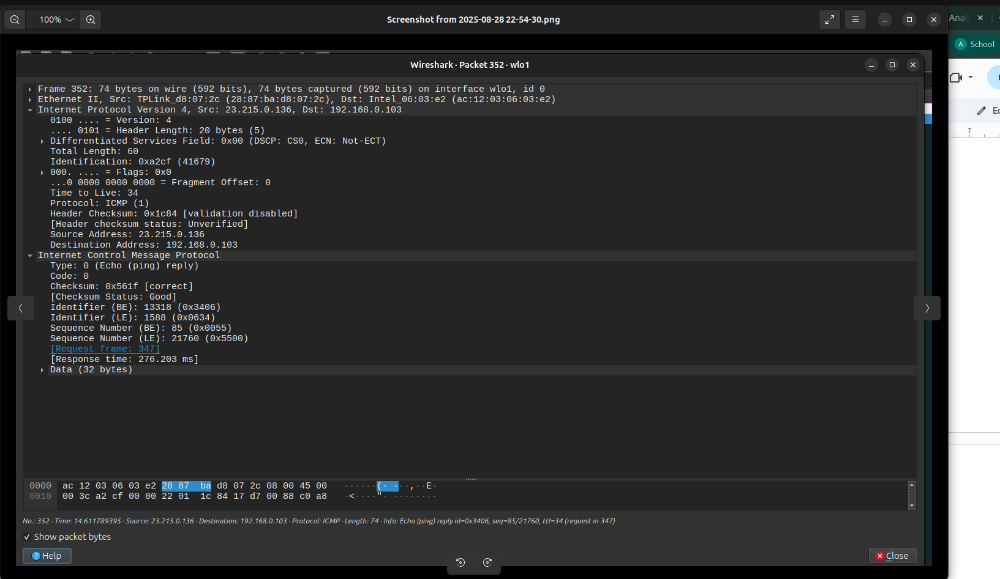 100%
Screenshot from 2025-08-28 22-54-30.png
Anal
A School
Wireshark · Packet 352 · wlo1
Frame 352: 74 bytes on wire (592 bits), 74 bytes captured (592 bits) on interface wlo1, id 0
Ethernet II, Src: TPLink_d8:07:2c (28:87:ba:d8:07:2c), Dst: Intel_06:03:e2 (ac:12:03:06:03:e2)
Internet Protocol Version 4, Src: 23.215.0.136, Dst: 192.168.0.103
0100 .... = Version: 4
.... 0101 = Header Length: 20 bytes (5)
Differentiated Services Field: 0x00 (DSCP: CS0, ECN: Not-ECT)
Total Length: 60
Identification: 0xa2cf (41679)
000. .... = Flags: 0x0
...0 0000 0000 0000 = Fragment Offset: 0
Time to Live: 34
Protocol: ICMP (1)
Header Checksum: 0x1c84 [validation disabled]
[Header checksum status: Unverified]
Source Address: 23.215.0.136
Destination Address: 192.168.0.103
Internet Control Message Protocol
Type: 0 (Echo (ping) reply)
Code: 0
Checksum: 0x561f [correct]
[Checksum Status: Good]
Identifier (BE): 13318 (0x3406)
Identifier (LE): 1588 (0x0634)
Sequence Number (BE): 85 (0x0055)
Sequence Number (LE): 21760 (0x5500)
[Request frame: 347]
[Response time: 276.203 ms]
Data (32 bytes)
0000 ac 12 03 06 03 e2 28 87 ba d8 07 2c 08 00 45 00 ······(· ··,··E·
0010 00 3c a2 cf 00 00 22 01 1c 84 17 d7 00 88 c0 a8 ·<····"· ········
No.: 352 · Time: 14.611789395 · Source: 23.215.0.136 · Destination: 192.168.0.103 · Protocol: ICMP · Length: 74 · Info: Echo (ping) reply id=0x3406, seq=85/21760, ttl=34 (request in 347)
Show packet bytes
Help
Close
7